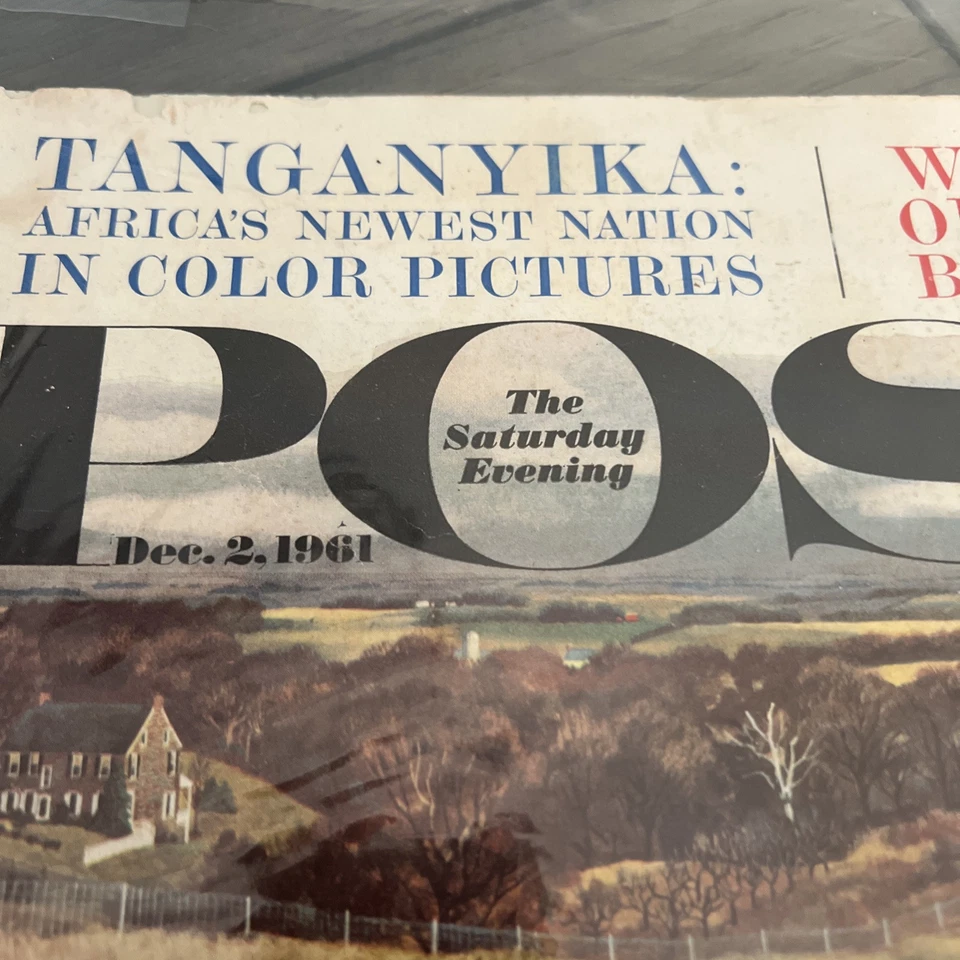 TANGANYIKA:
AFRICA'S NEWEST NATION
IN COLOR PICTURES
POS
The
Saturday
Evening
Dec. 2, 1961